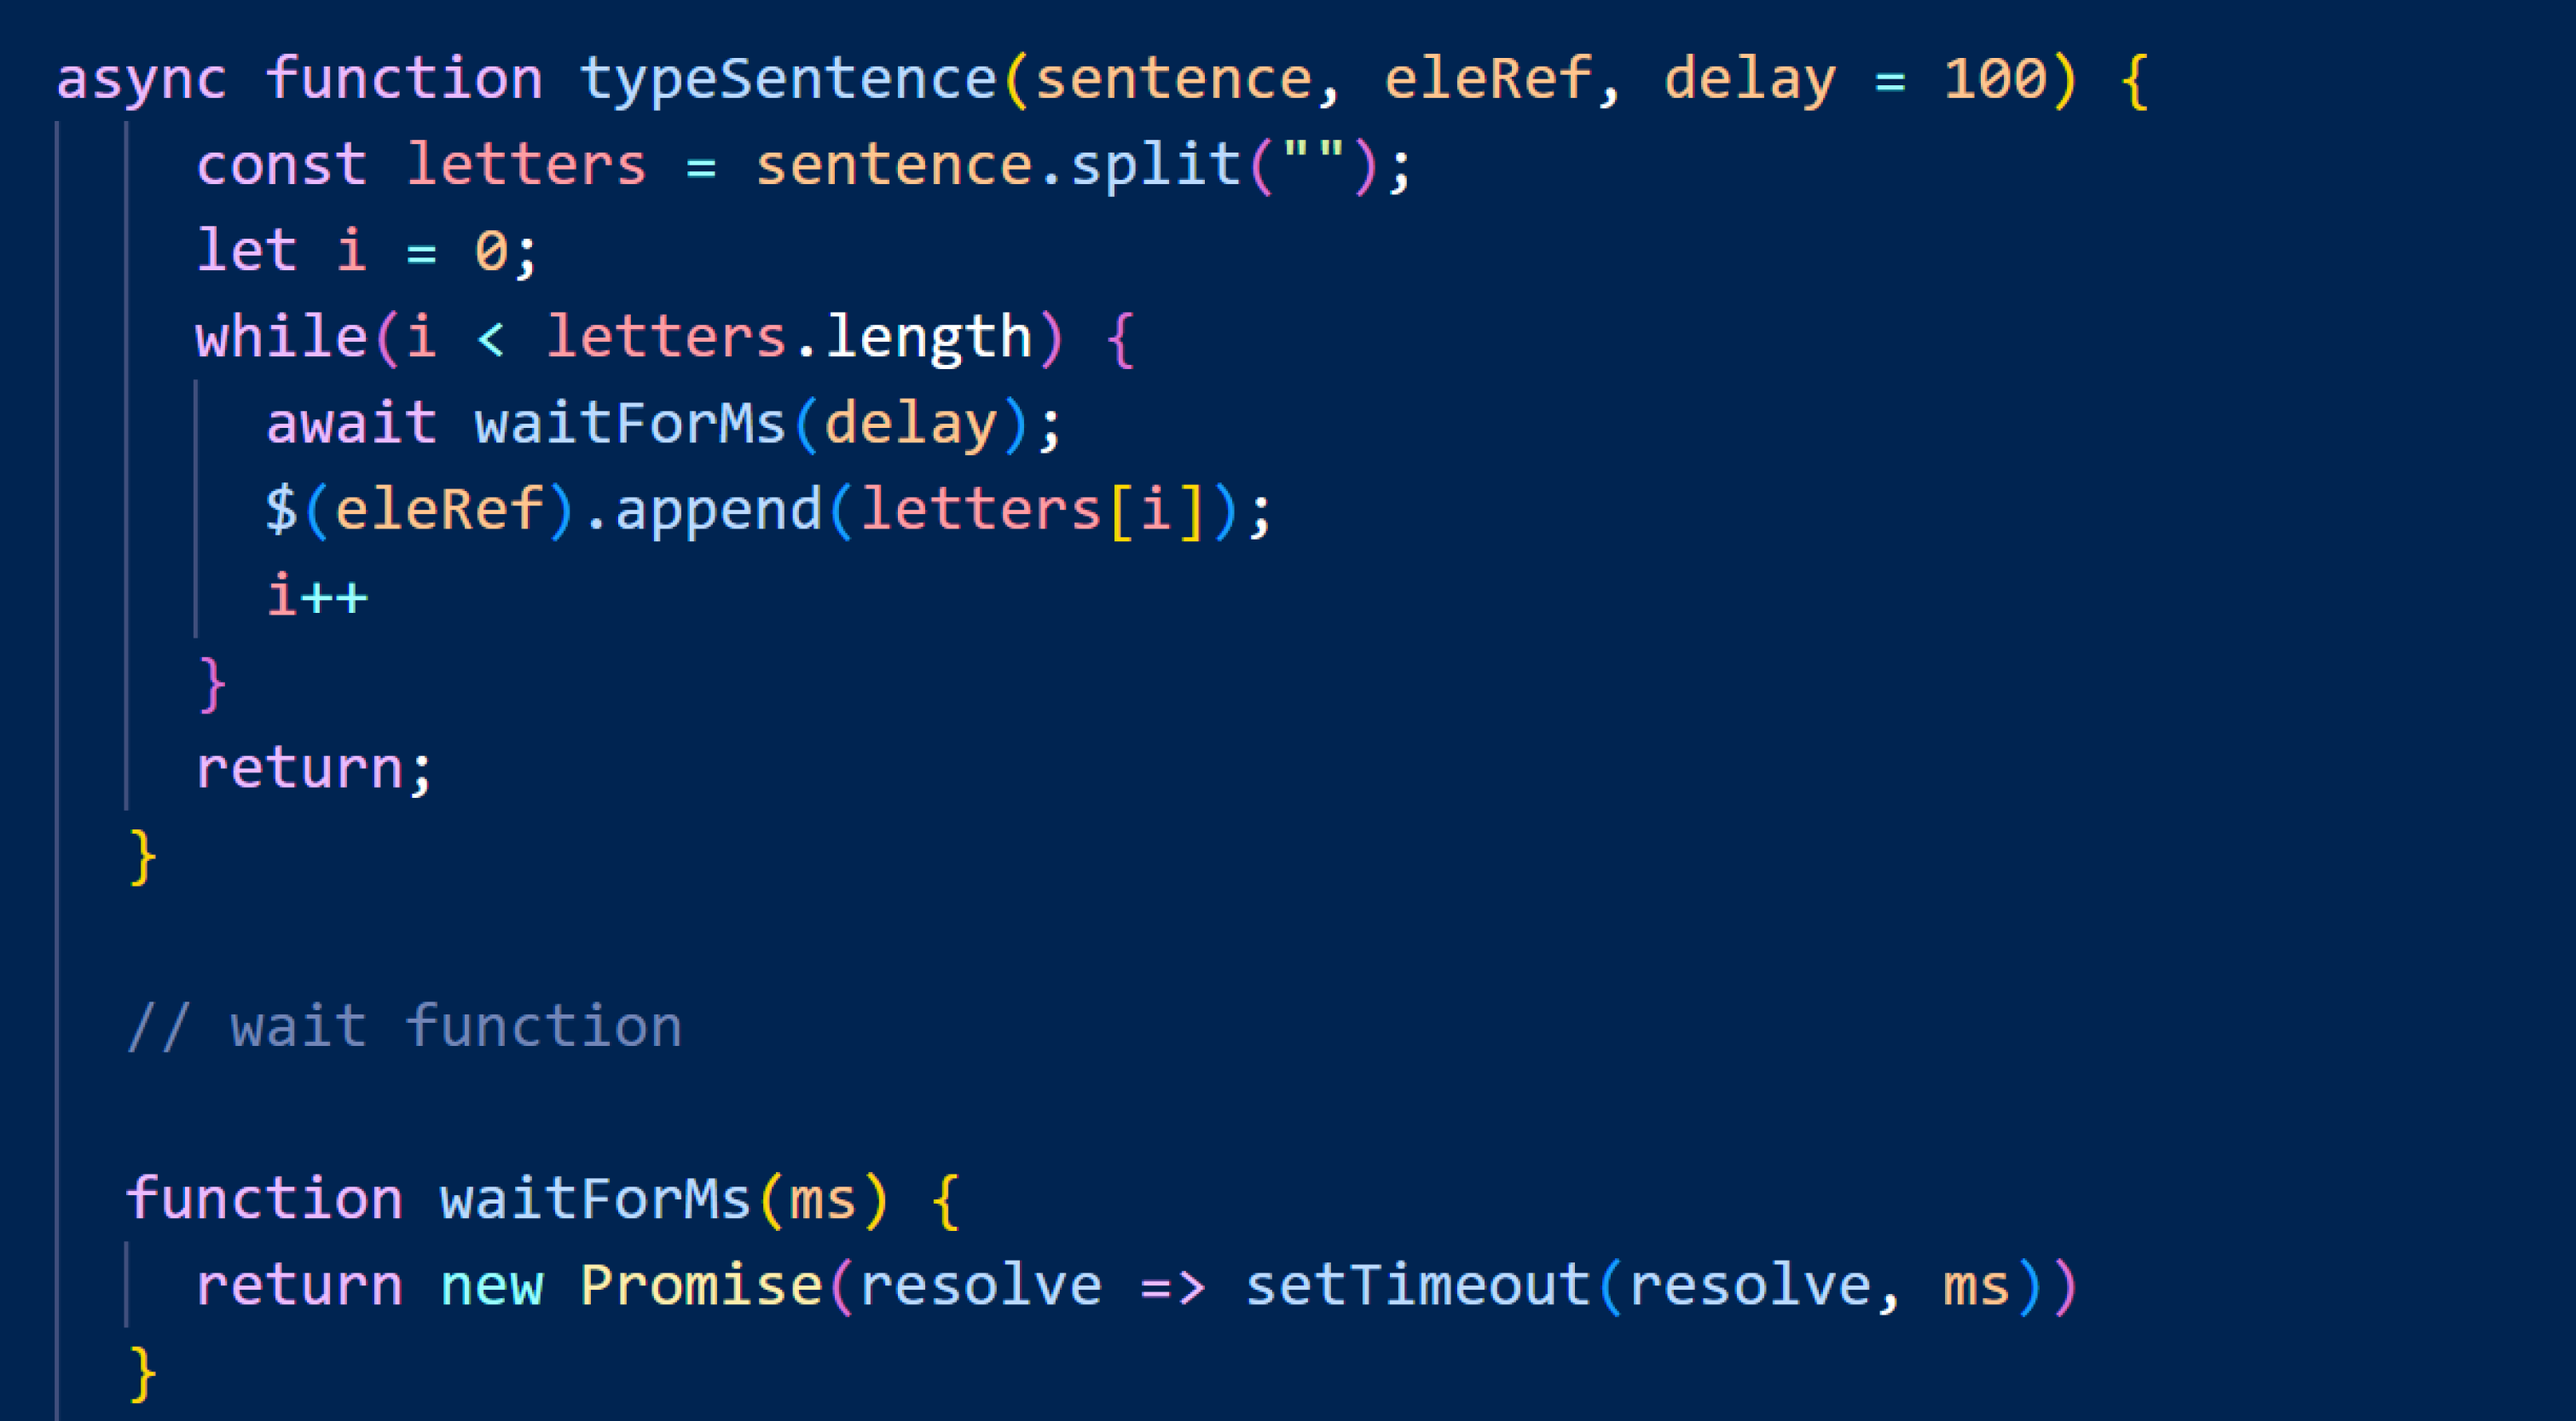 async function typeSentence(sentence, eleRef, delay = 100) {
const letters = sentence.split("");
let i = 0;
while(i < letters.length) {
await waitForMs(delay);
$(eleRef).append(letters[i]);
i++
}
return;
}
// wait function
function waitForMs(ms) {
return new Promise(resolve => setTimeout(resolve, ms))
}